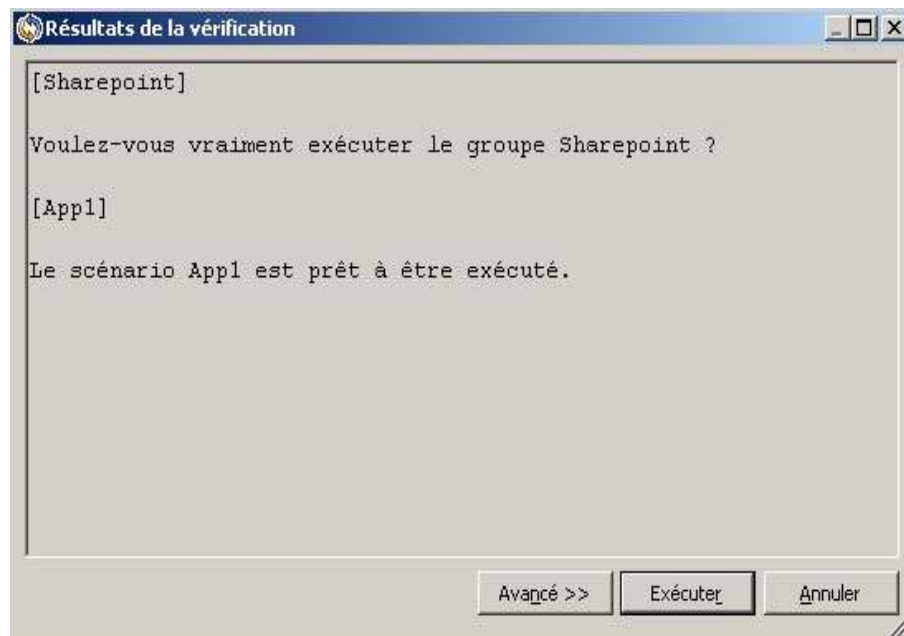 Résultats de la vérification
[Sharepoint]
Voulez-vous vraiment exécuter le groupe Sharepoint ?
[App1]
Le scénario App1 est prêt à être exécuté.
Avancé >> Exécuter Annuler